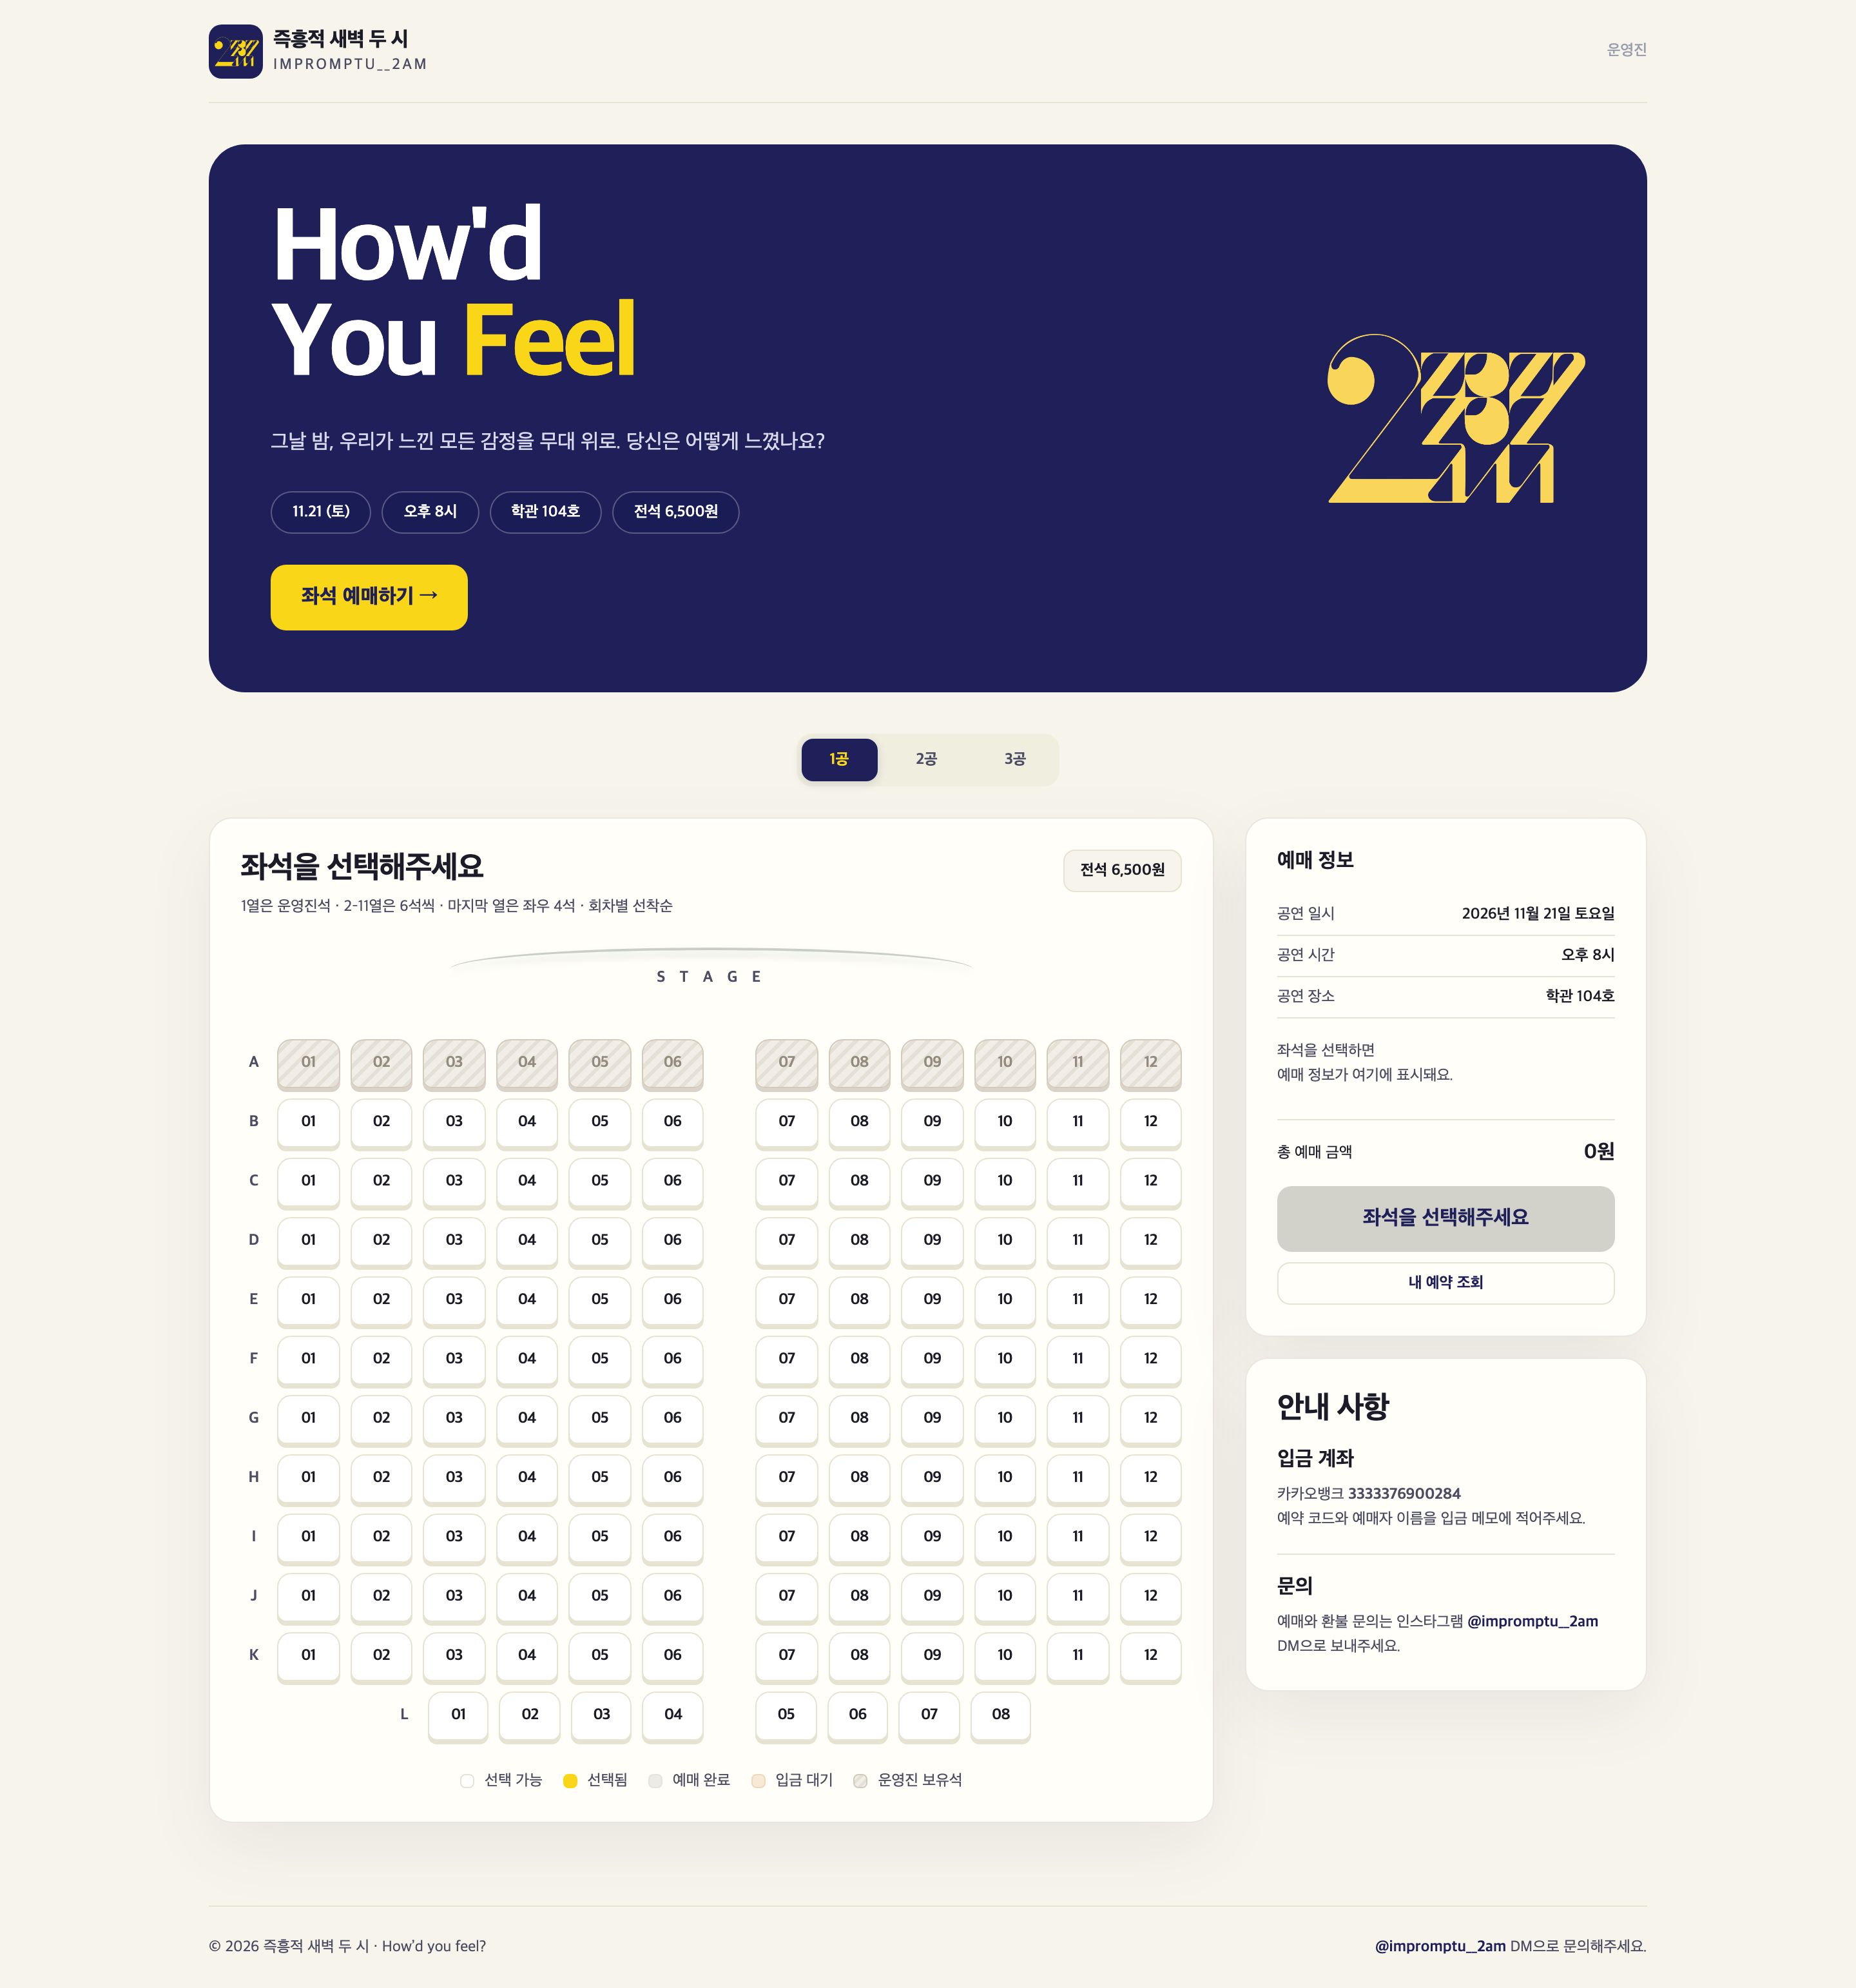 즉흥적 새벽 두 시
IMPROMPTU__2AM
운영진
How'd
You Feel
그날 밤, 우리가 느낀 모든 감정을 무대 위로. 당신은 어떻게 느꼈나요?
11.21 (토) 오후 8시 학관 104호 전석 6,500원
좌석 예매하기 →
1공 2공 3공
좌석을 선택해주세요
전석 6,500원
1열은 운영진석 · 2-11열은 6석씩 · 마지막 열은 좌우 4석 · 회차별 선착순
STAGE
A 01 02 03 04 05 06 07 08 09 10 11 12
B 01 02 03 04 05 06 07 08 09 10 11 12
C 01 02 03 04 05 06 07 08 09 10 11 12
D 01 02 03 04 05 06 07 08 09 10 11 12
E 01 02 03 04 05 06 07 08 09 10 11 12
F 01 02 03 04 05 06 07 08 09 10 11 12
G 01 02 03 04 05 06 07 08 09 10 11 12
H 01 02 03 04 05 06 07 08 09 10 11 12
I 01 02 03 04 05 06 07 08 09 10 11 12
J 01 02 03 04 05 06 07 08 09 10 11 12
K 01 02 03 04 05 06 07 08 09 10 11 12
L 01 02 03 04 05 06 07 08
선택 가능 선택됨 예매 완료 입금 대기 운영진 보유석
예매 정보
공연 일시 2026년 11월 21일 토요일
공연 시간 오후 8시
공연 장소 학관 104호
좌석을 선택하면
예매 정보가 여기에 표시돼요.
총 예매 금액 0원
좌석을 선택해주세요
내 예약 조회
안내 사항
입금 계좌
카카오뱅크 3333376900284
예약 코드와 예매자 이름을 입금 메모에 적어주세요.
문의
예매와 환불 문의는 인스타그램 @impromptu__2am
DM으로 보내주세요.
© 2026 즉흥적 새벽 두 시 · How'd you feel?
@impromptu__2am DM으로 문의해주세요.